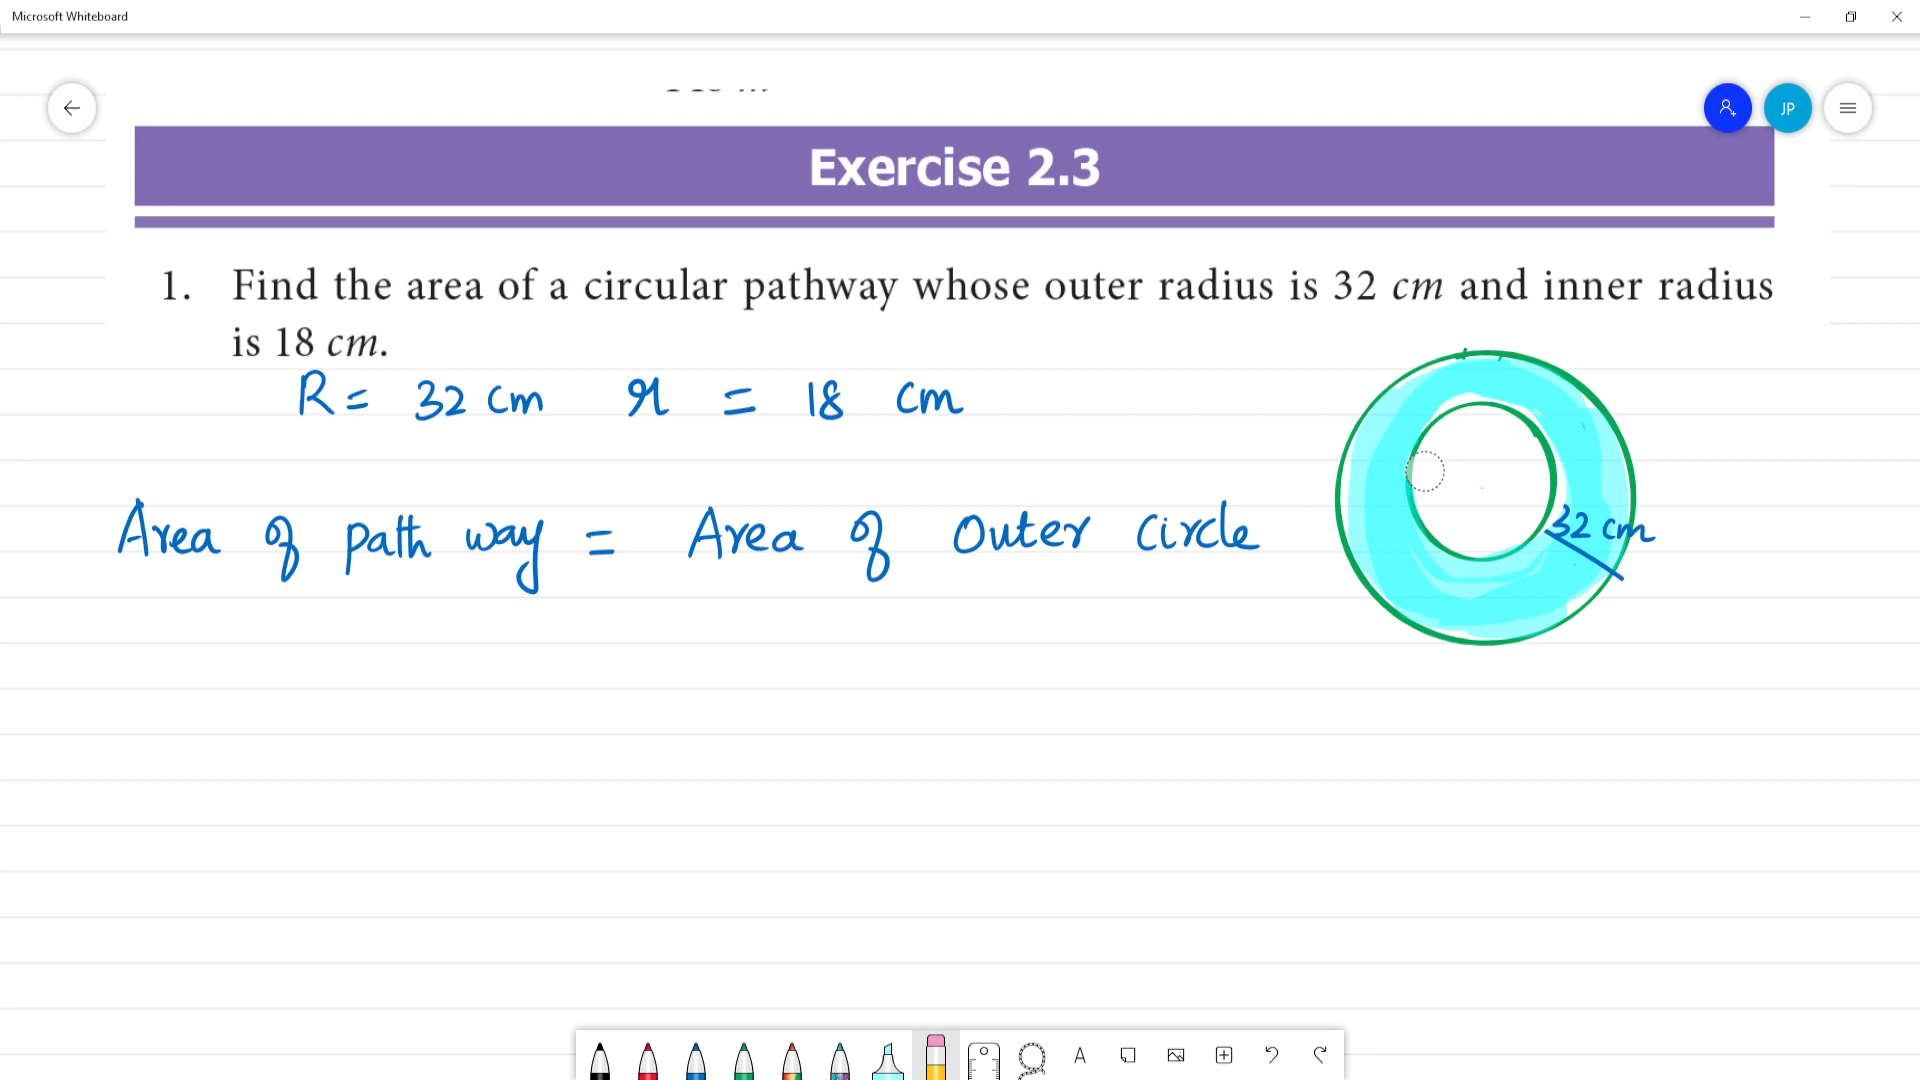 Microsoft Whiteboard
JP
Exercise 2.3
1. Find the area of a circular pathway whose outer radius is 32 cm and inner radius
is 18 cm.
R = 32 cm r = 18 cm
Area of path way = Area of Outer Circle
32 cm
A